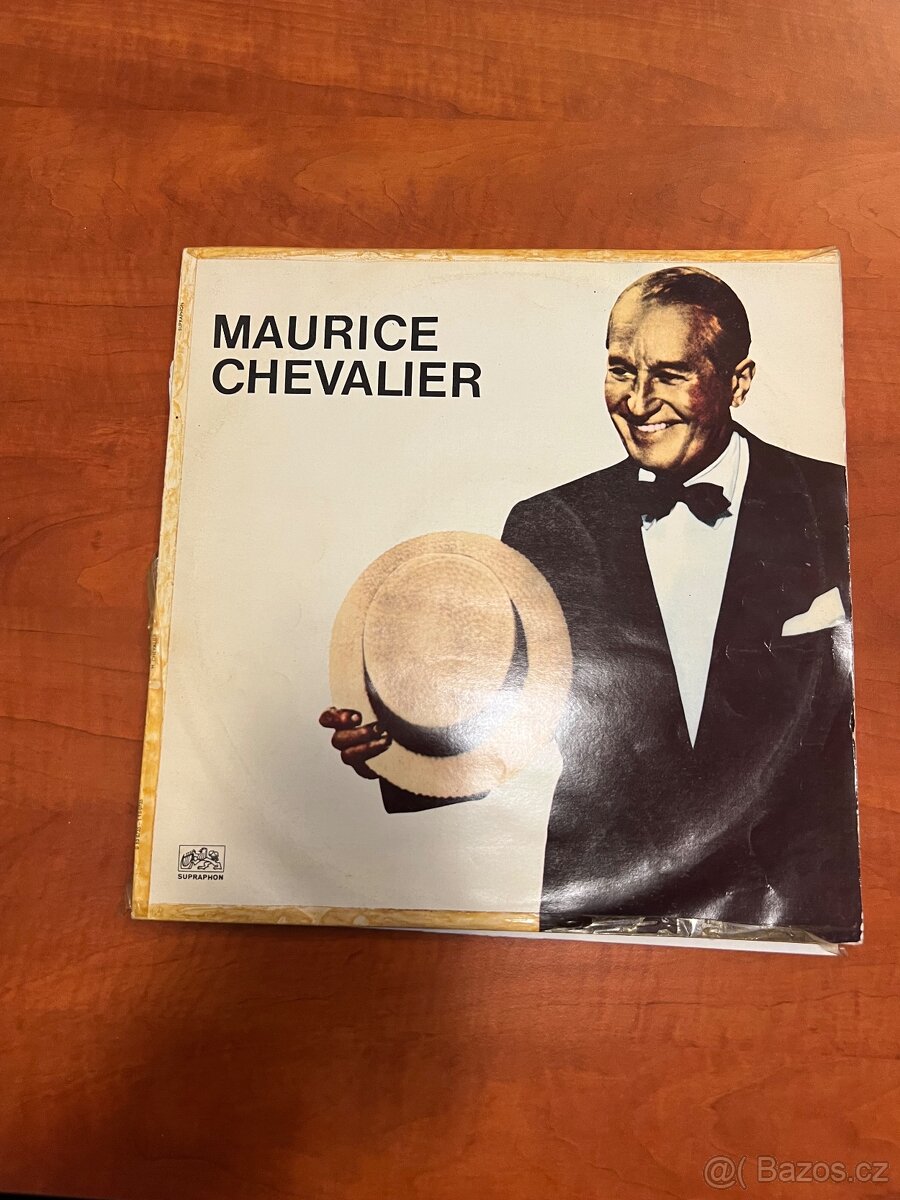 MAURICE
CHEVALIER
SUPRAPHON
@( Bazos.cz